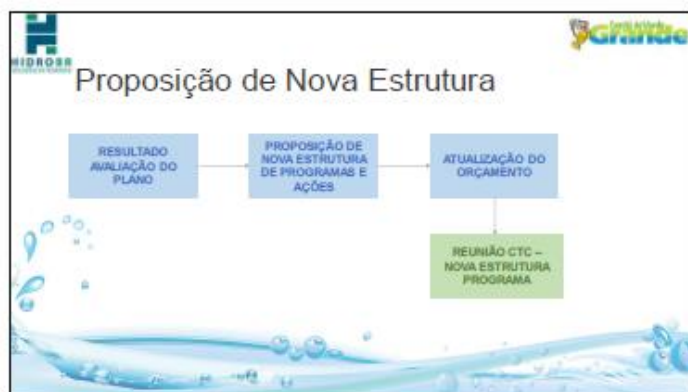 HIDROBR
Grande
Proposição de Nova Estrutura
RESULTADO
AVALIAÇÃO DO
PLANO
PROPOSIÇÃO DE
NOVA ESTRUTURA
DE PROGRAMAS E
AÇÕES
ATUALIZAÇÃO DO
ORÇAMENTO
REUNIÃO CTC –
NOVA ESTRUTURA
PROGRAMA